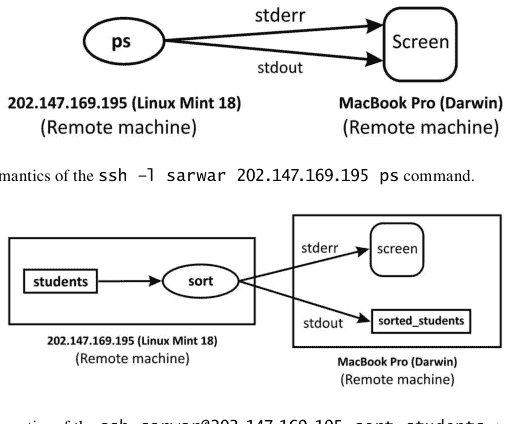 stderr
ps
Screen
stdout
202.147.169.195 (Linux Mint 18) MacBook Pro (Darwin)
(Remote machine) (Remote machine)
mantics of the ssh -l sarwar 202.147.169.195 ps command.
stderr
screen
students
sort
stdout
sorted_students
202.147.169.195 (Linux Mint 18)
(Remote machine)
MacBook Pro (Darwin)
(Remote machine)